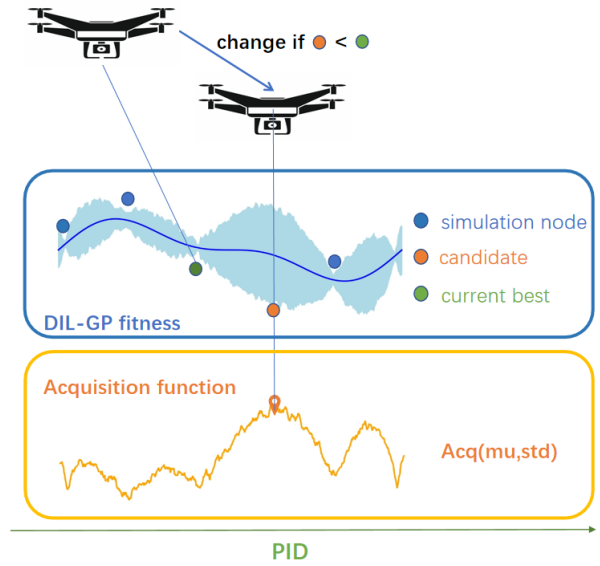 change if < 
simulation node
candidate
current best
DIL-GP fitness
Acquisition function
Acq(mu,std)
PID